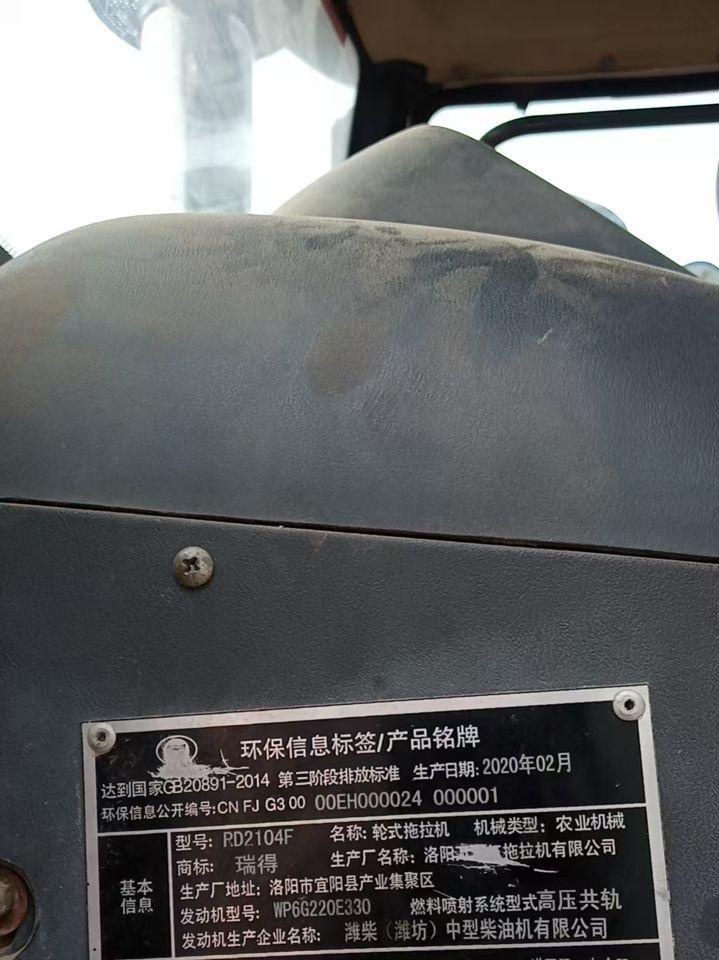 环保信息标签/产品铭牌
达到国家GB20891-2014 第三阶段排放标准 生产日期:2020年02月
环保信息公开编号:CN FJ G3 00 00EH000024 000001
基本信息
型号: RD2104F 名称: 轮式拖拉机 机械类型: 农业机械
商标: 瑞得 生产厂名称: 洛阳 拖拉机有限公司
生产厂地址: 洛阳市宜阳县产业集聚区
发动机型号: WP6G220E330 燃料喷射系统型式 高压共轨
发动机生产企业名称: 潍柴（潍坊）中型柴油机有限公司